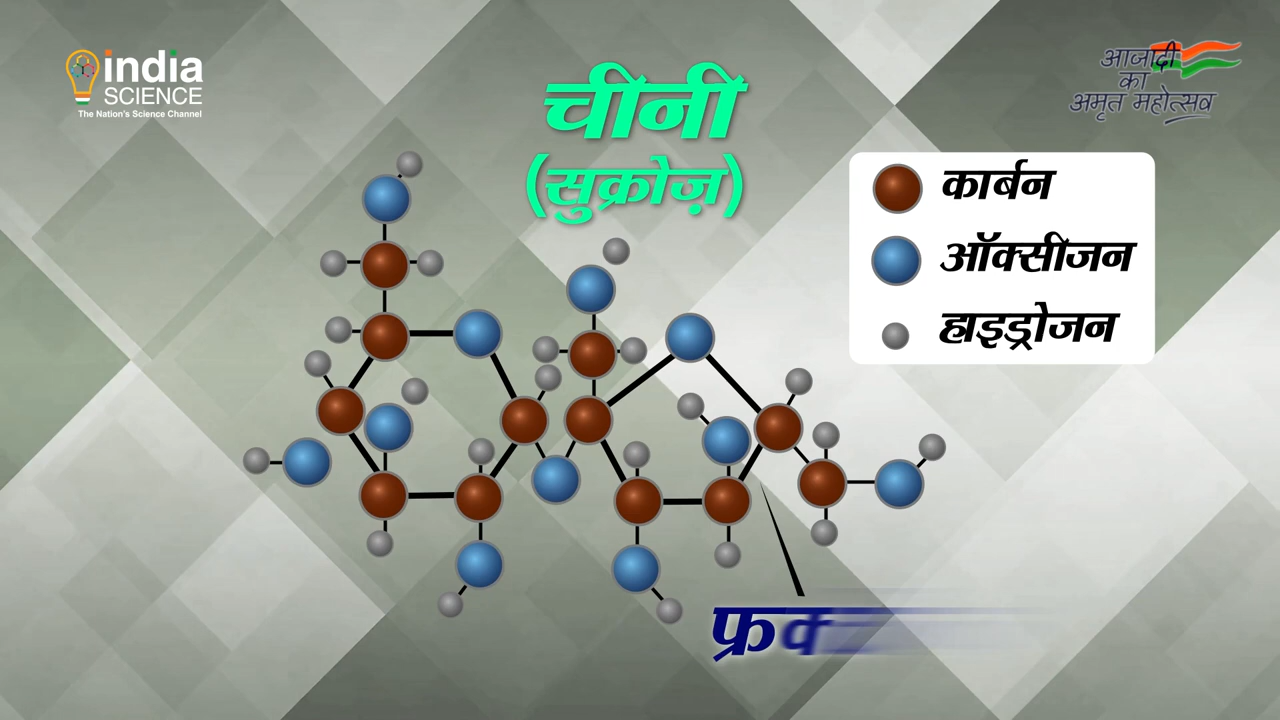 india
SCIENCE
The Nation's Science Channel
आजादी
का
अमृत महोत्सव
चीनी
(सुक्रोज़)
कार्बन
ऑक्सीजन
हाइड्रोजन